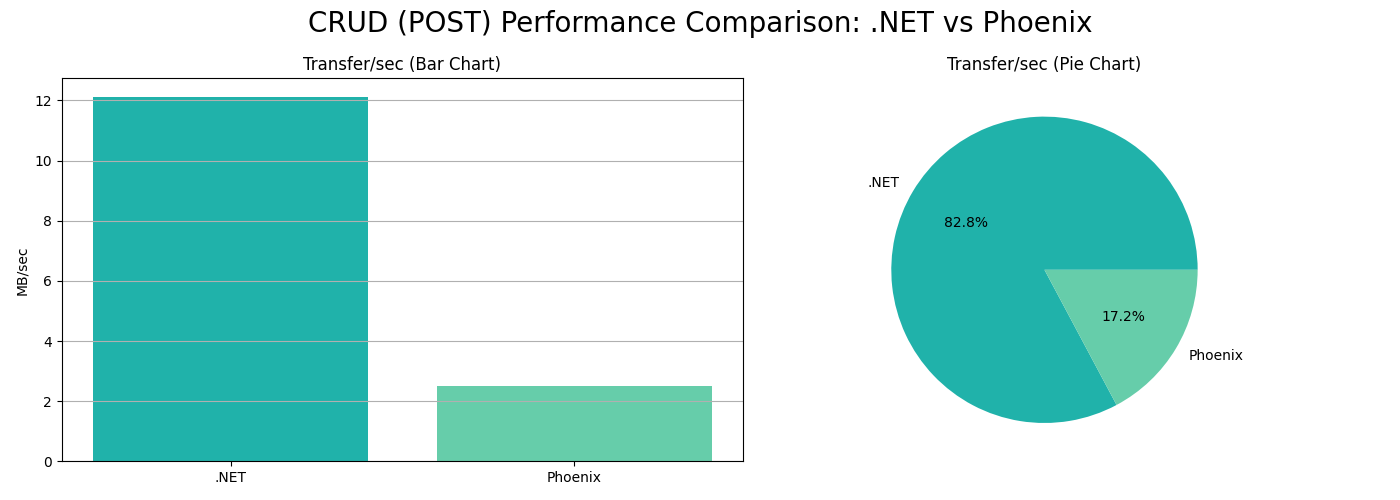 CRUD (POST) Performance Comparison: .NET vs Phoenix
Transfer/sec (Bar Chart)
12
10
8
6
4
2
0
MB/sec
.NET
Phoenix
Transfer/sec (Pie Chart)
.NET
82.8%
17.2%
Phoenix